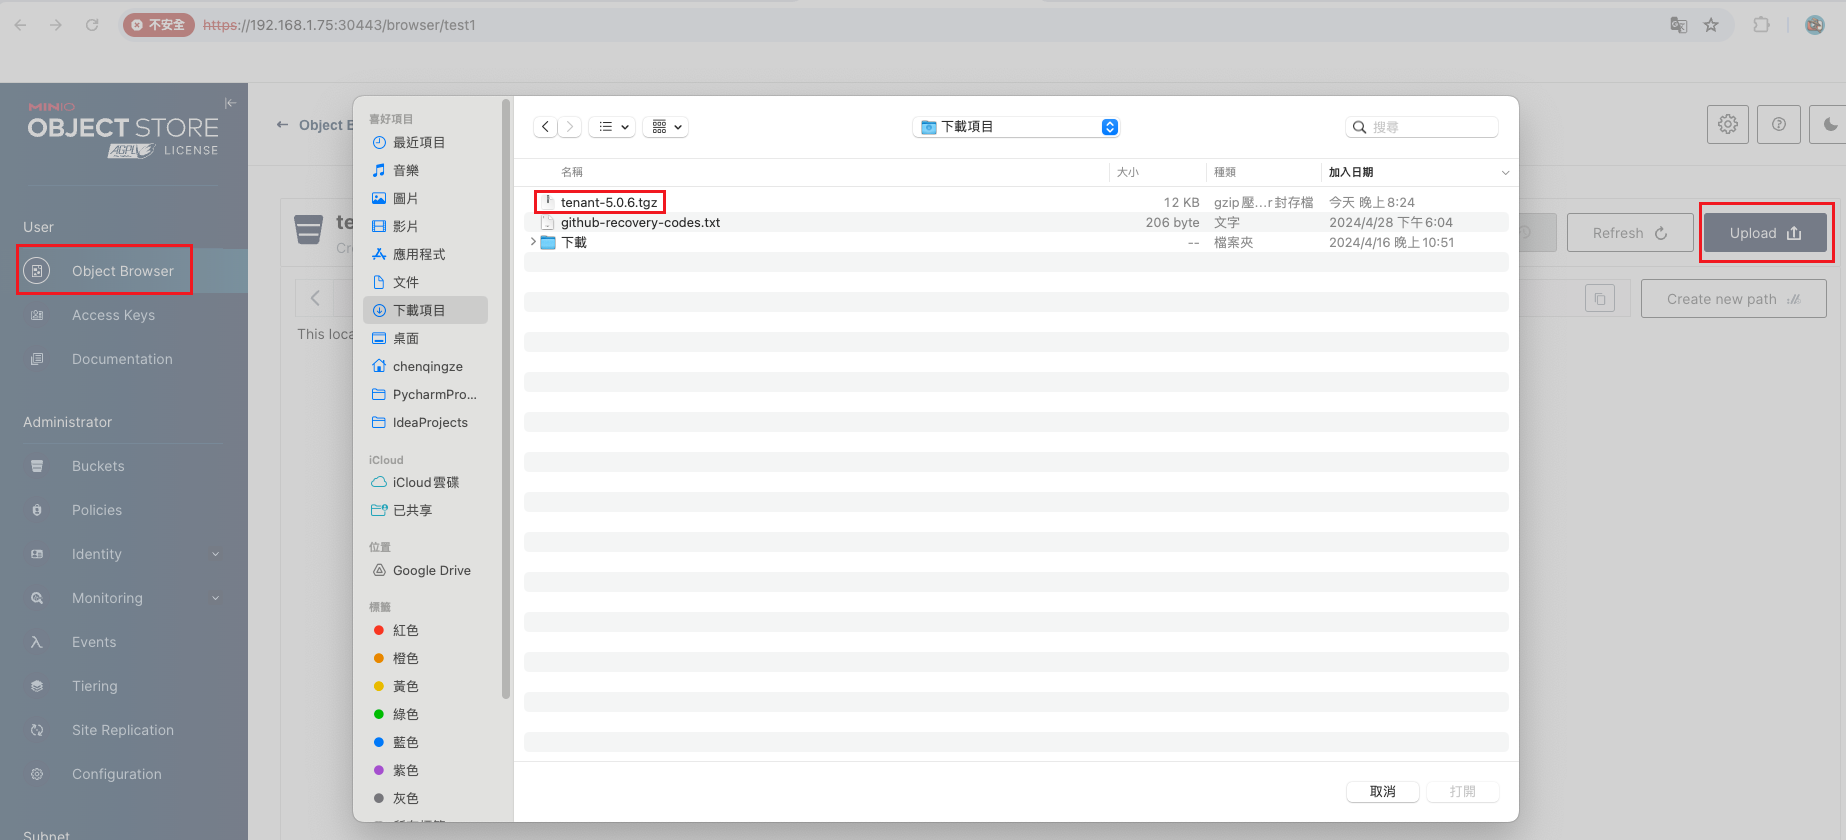 不安全 https://192.168.1.75:30443/browser/test1
MINIO
OBJECT STORE
AGPL LICENSE
User
Object Browser
Access Keys
Documentation
Administrator
Buckets
Policies
Identity
Monitoring
Events
Tiering
Site Replication
Configuration
Subnet
Object B
te
Cre
This loca
喜好項目
最近項目
音樂
圖片
影片
應用程式
文件
下載項目
桌面
chenqingze
PycharmPro...
IdeaProjects
iCloud
iCloud雲碟
已共享
位置
Google Drive
標籤
紅色
橙色
黃色
綠色
藍色
紫色
灰色
下載項目
搜尋
名稱 大小 種類 加入日期
tenant-5.0.6.tgz 12 KB gzip 壓...r 封存檔 今天 晚上 8:24
github-recovery-codes.txt 206 byte 文字 2024/4/28 下午 6:04
下載 -- 檔案夾 2024/4/16 晚上 10:51
取消 打開
Refresh
Upload
Create new path